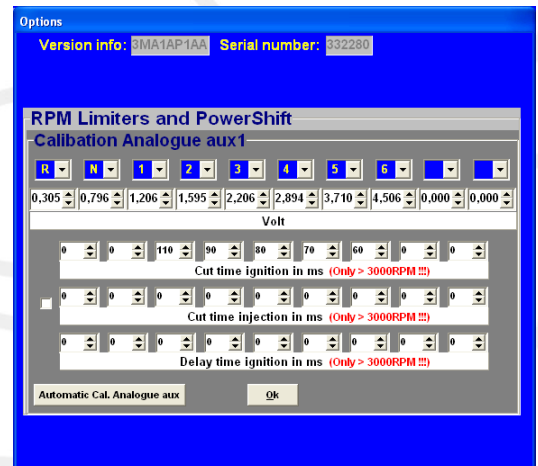 Options
Version info: 3MA1AP1AA Serial number: 332280
RPM Limiters and PowerShift
Calibation Analogue aux1
R N 1 2 3 4 5 6
0,305 0,796 1,206 1,595 2,206 2,894 3,710 4,506 0,000 0,000
Volt
0 0 110 90 80 70 60 0 0
Cut time ignition in ms (Only > 3000RPM !!!)
0 0 0 0 0 0 0 0 0
Cut time injection in ms (Only > 3000RPM !!!)
0 0 0 0 0 0 0 0 0
Delay time ignition in ms (Only > 3000RPM !!!)
Automatic Cal. Analogue aux Ok